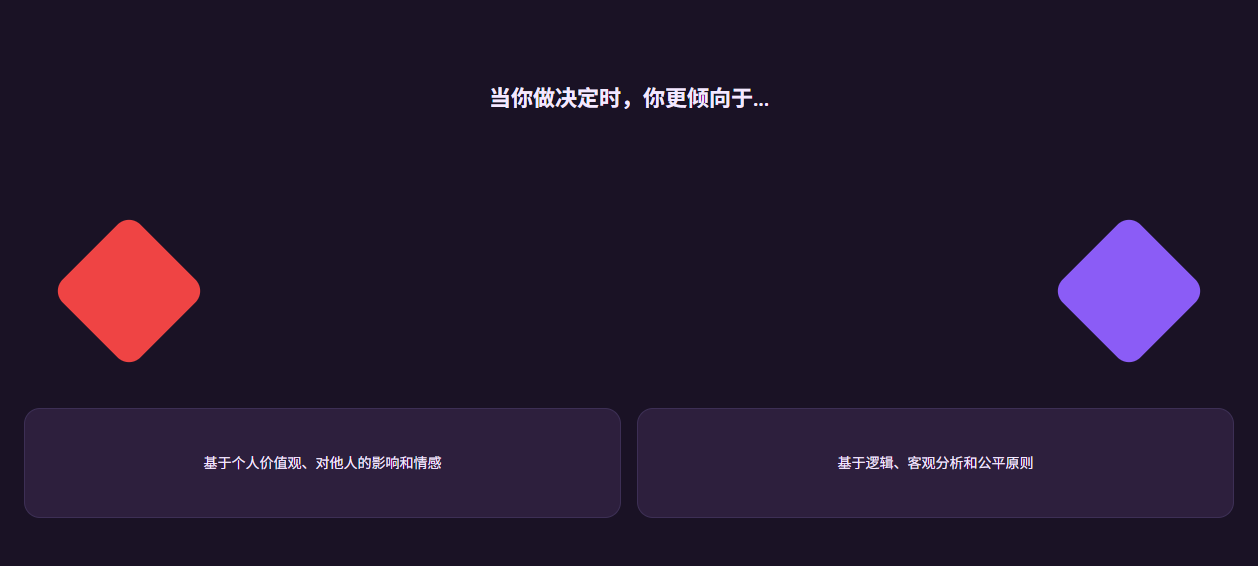 当你做决定时，你更倾向于...
基于个人价值观、对他人的影响和情感
基于逻辑、客观分析和公平原则